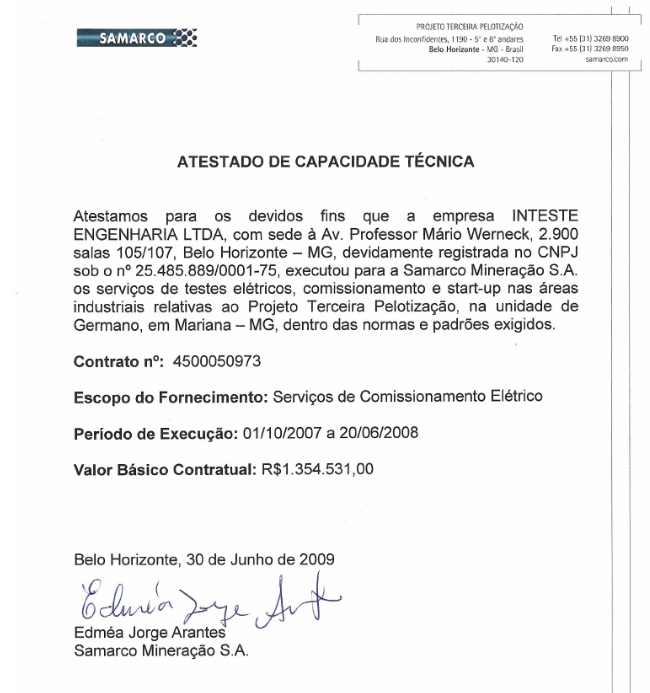 SAMARCO
PROJETO TERCEIRA PELOTIZAÇÃO
Rua dos Inconfidentes, 1190 - 5° e 6° andares
Belo Horizonte - MG - Brasil
30140-120
Tel +55 (31) 3269 8900
Fax +55 (31) 3269 8950
samarco.com
ATESTADO DE CAPACIDADE TÉCNICA
Atestamos para os devidos fins que a empresa INTESTE
ENGENHARIA LTDA, com sede à Av. Professor Mário Werneck, 2.900
salas 105/107, Belo Horizonte – MG, devidamente registrada no CNPJ
sob o nº 25.485.889/0001-75, executou para a Samarco Mineração S.A.
os serviços de testes elétricos, comissionamento e start-up nas áreas
industriais relativas ao Projeto Terceira Pelotização, na unidade de
Germano, em Mariana – MG, dentro das normas e padrões exigidos.
Contrato nº: 4500050973
Escopo do Fornecimento: Serviços de Comissionamento Elétrico
Período de Execução: 01/10/2007 a 20/06/2008
Valor Básico Contratual: R$1.354.531,00
Belo Horizonte, 30 de Junho de 2009
Edméa Jorge
Edméa Jorge Arantes
Samarco Mineração S.A.